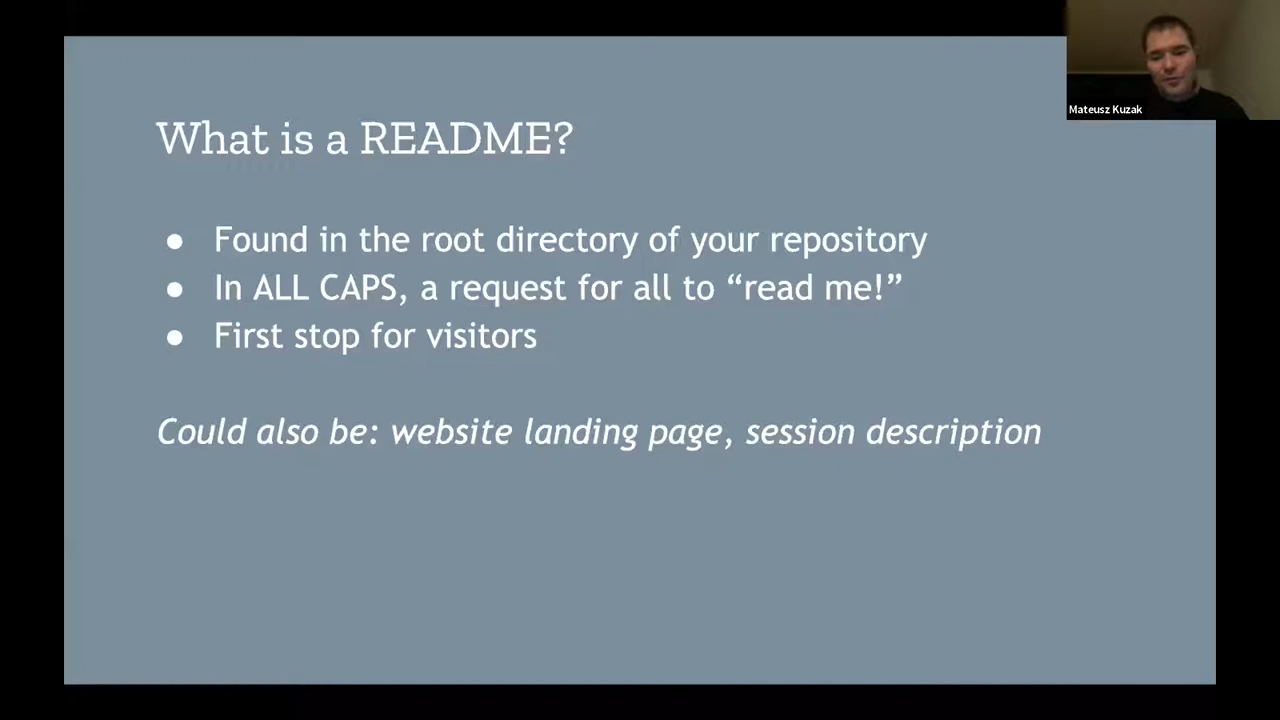 What is a README?
● Found in the root directory of your repository
● In ALL CAPS, a request for all to “read me!”
● First stop for visitors
Could also be: website landing page, session description
Mateusz Kuzak